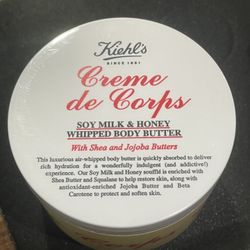 Kiehl's
SINCE 1851
Creme
de Corps
SOY MILK & HONEY
WHIPPED BODY BUTTER
With Shea and Jojoba Butters
This luxurious air-whipped body butter is quickly absorbed to deliver
rich hydration for a wonderfully indulgent (and addictive!)
experience. Our Soy Milk and Honey soufflé is enriched with
Shea Butter and Squalane to help restore skin, along with
antioxidant-enriched Jojoba Butter and Beta
Carotene to protect and soften skin.